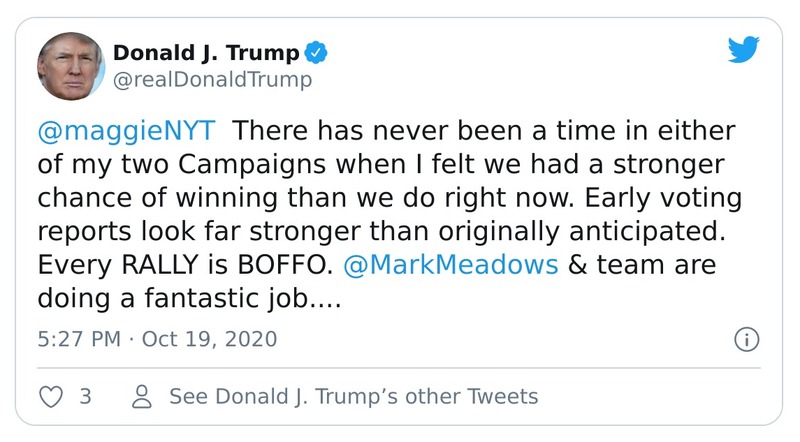 Donald J. Trump
@realDonaldTrump
@maggieNYT There has never been a time in either
of my two Campaigns when I felt we had a stronger
chance of winning than we do right now. Early voting
reports look far stronger than originally anticipated.
Every RALLY is BOFFO. @MarkMeadows & team are
doing a fantastic job....
5:27 PM · Oct 19, 2020
3 See Donald J. Trump’s other Tweets